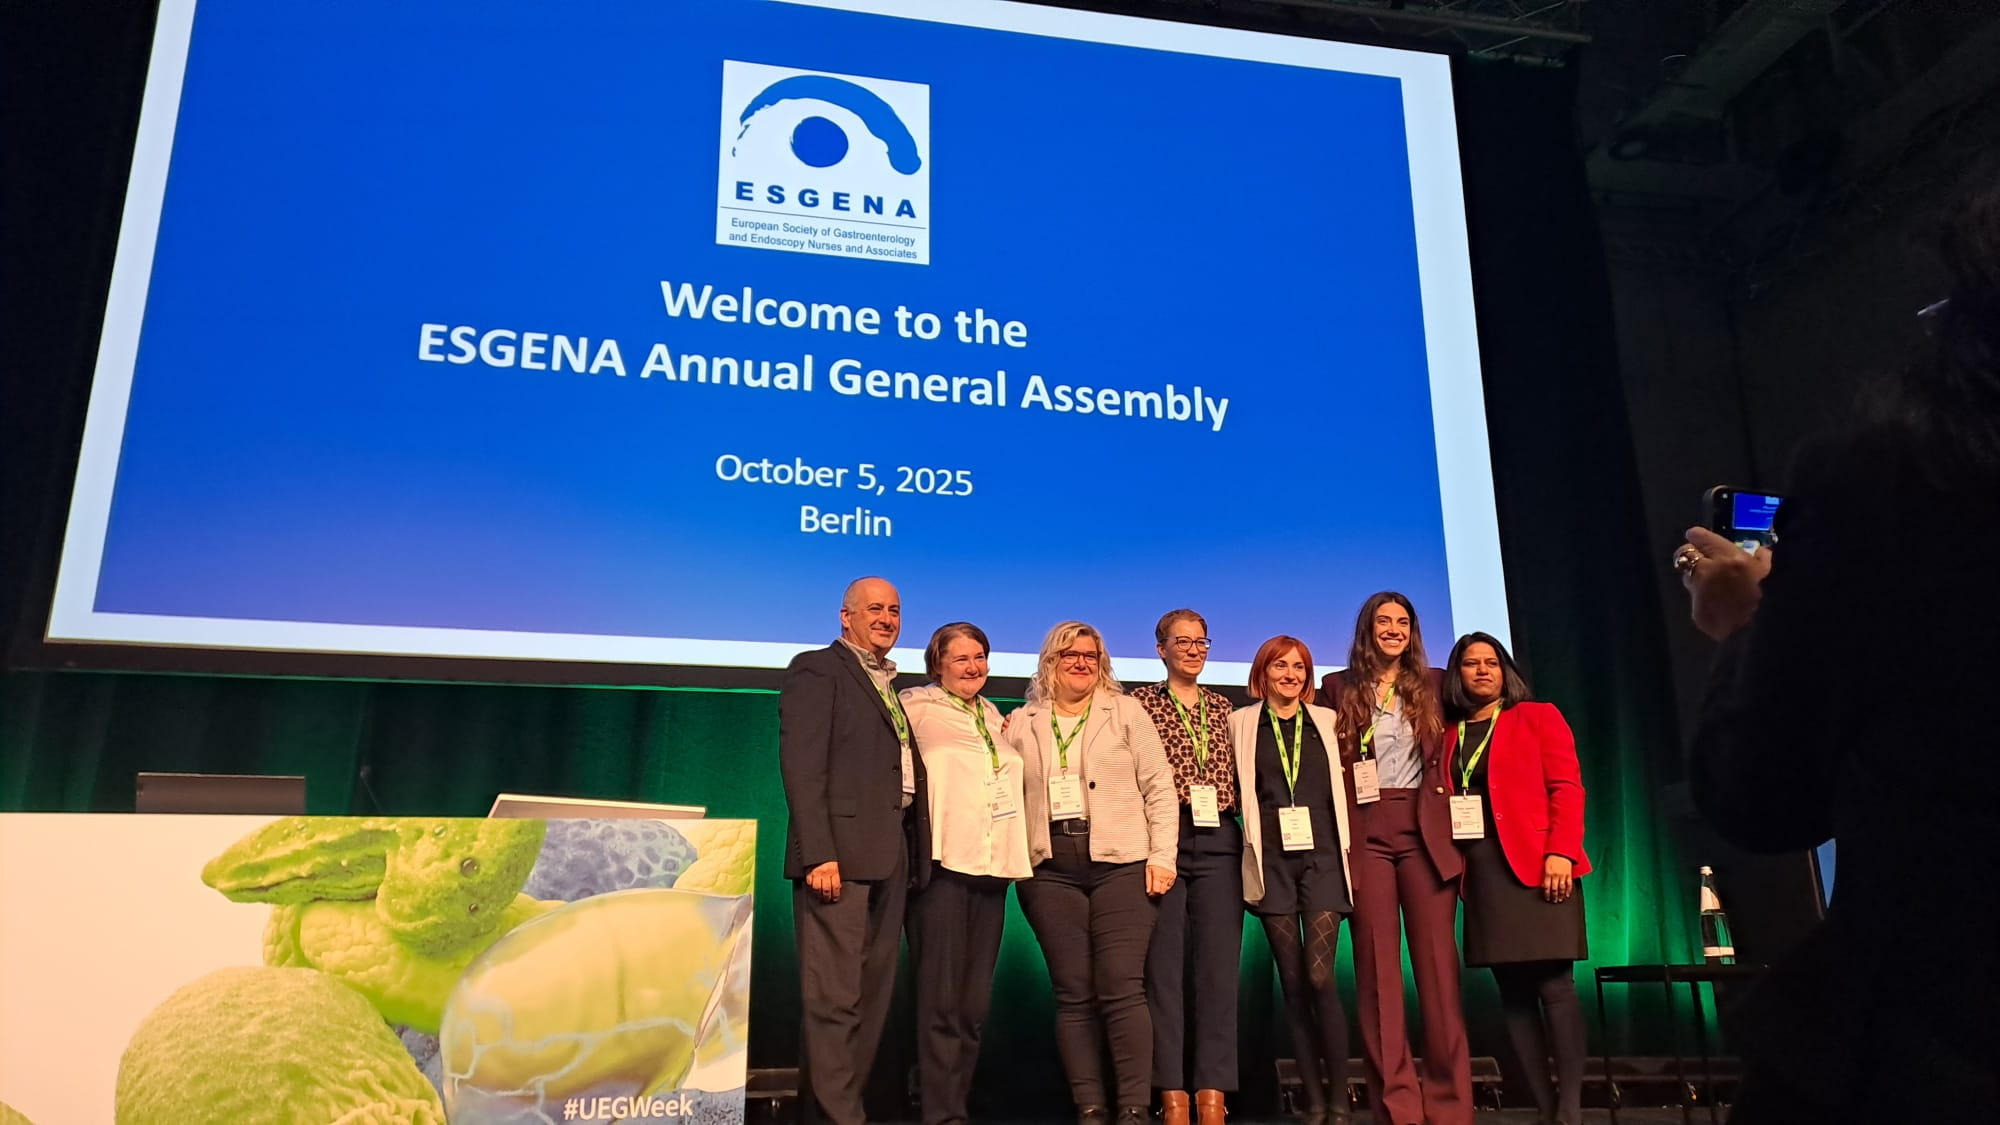 ESGENA
European Society of Gastroenterology
and Endoscopy Nurses and Associates
Welcome to the
ESGENA Annual General Assembly
October 5, 2025
Berlin
#UEGWeek